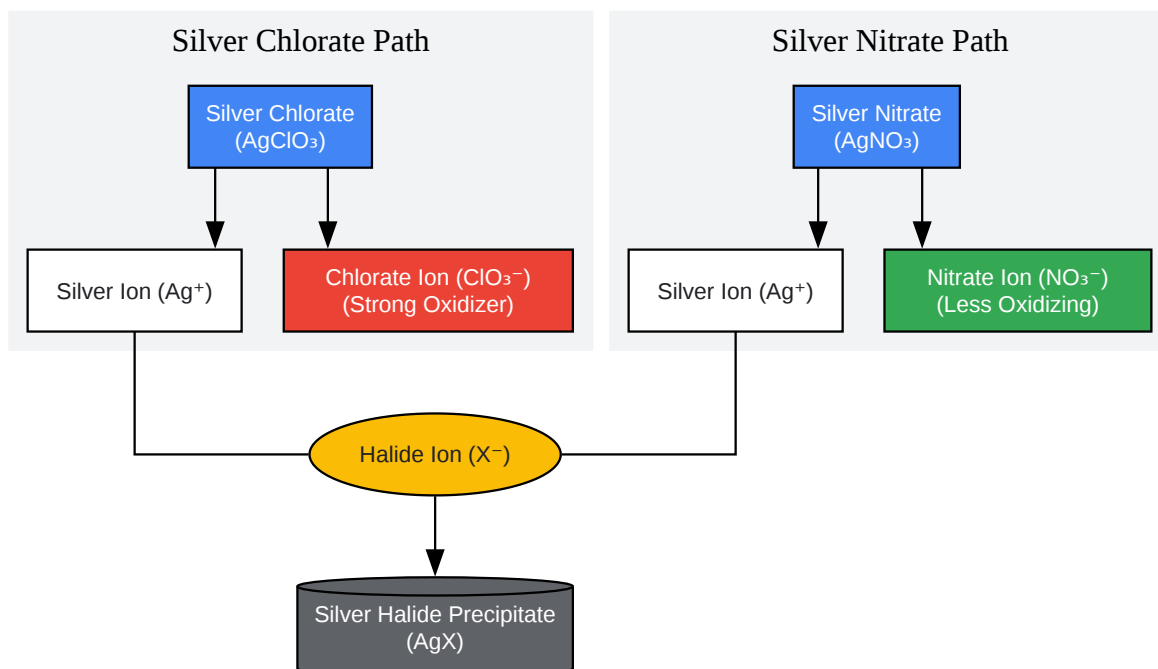 Silver Chlorate Path
Silver Chlorate
(AgClO₃)
Silver Ion (Ag⁺)
Chlorate Ion (ClO₃⁻)
(Strong Oxidizer)
Silver Nitrate Path
Silver Nitrate
(AgNO₃)
Silver Ion (Ag⁺)
Nitrate Ion (NO₃⁻)
(Less Oxidizing)
Halide Ion (X⁻)
Silver Halide Precipitate
(AgX)